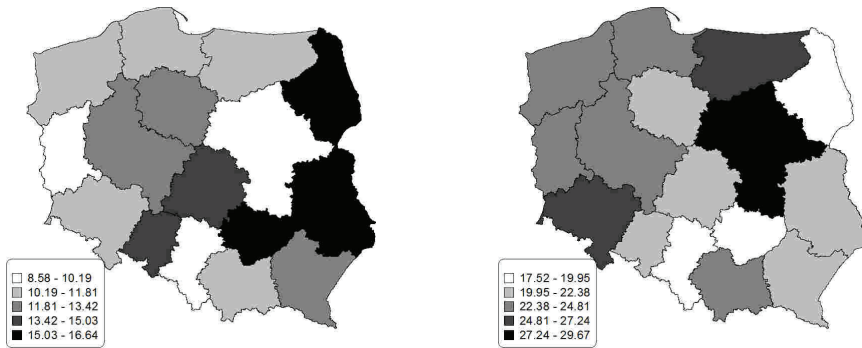 8.58 - 10.19
10.19 - 11.81
11.81 - 13.42
13.42 - 15.03
15.03 - 16.64
17.52 - 19.95
19.95 - 22.38
22.38 - 24.81
24.81 - 27.24
27.24 - 29.67